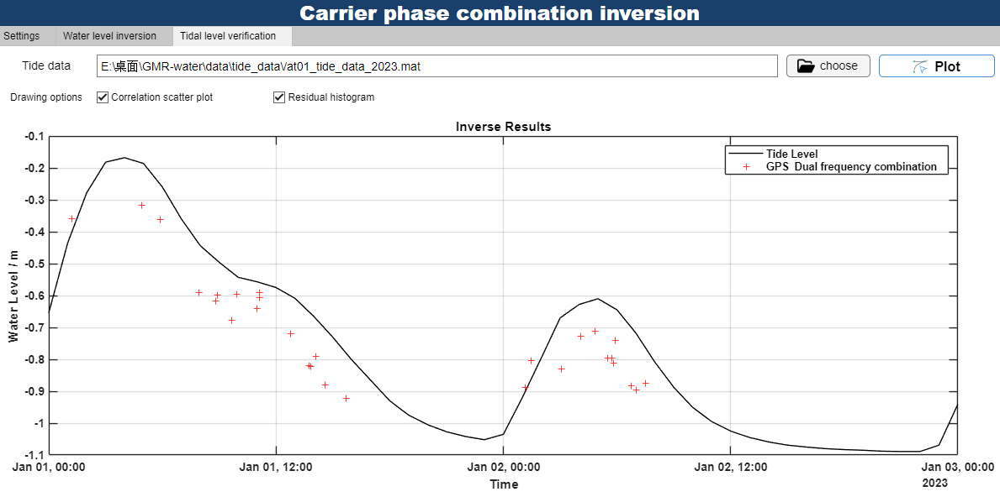 Carrier phase combination inversion
Settings Water level inversion Tidal level verification
Tide data E:\桌面\GMR-water\data\tide_data\/at01_tide_data_2023.mat choose Plot
Drawing options Correlation scatter plot Residual histogram
Inverse Results
Tide Level
GPS Dual frequency combination
Water Level / m
-0.1
-0.2
-0.3
-0.4
-0.5
-0.6
-0.7
-0.8
-0.9
-1
-1.1
Jan 01, 00:00 Jan 01, 12:00 Jan 02, 00:00 Jan 02, 12:00 Jan 03, 00:00
Time 2023